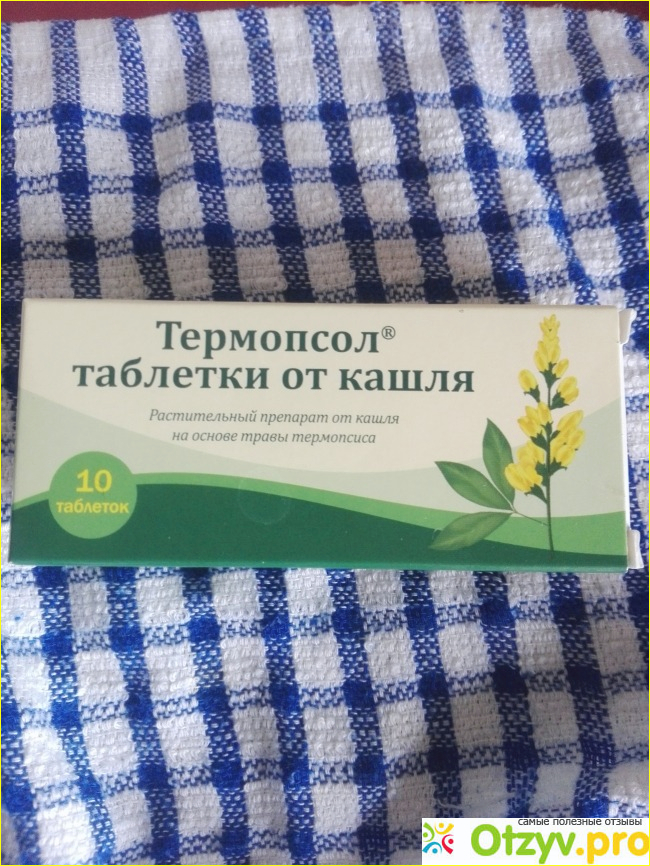 Термопсол®
таблетки от кашля
Растительный препарат от кашля
на основе травы термопсиса
10
таблеток
самые полезные отзывы
Otzyv.pro